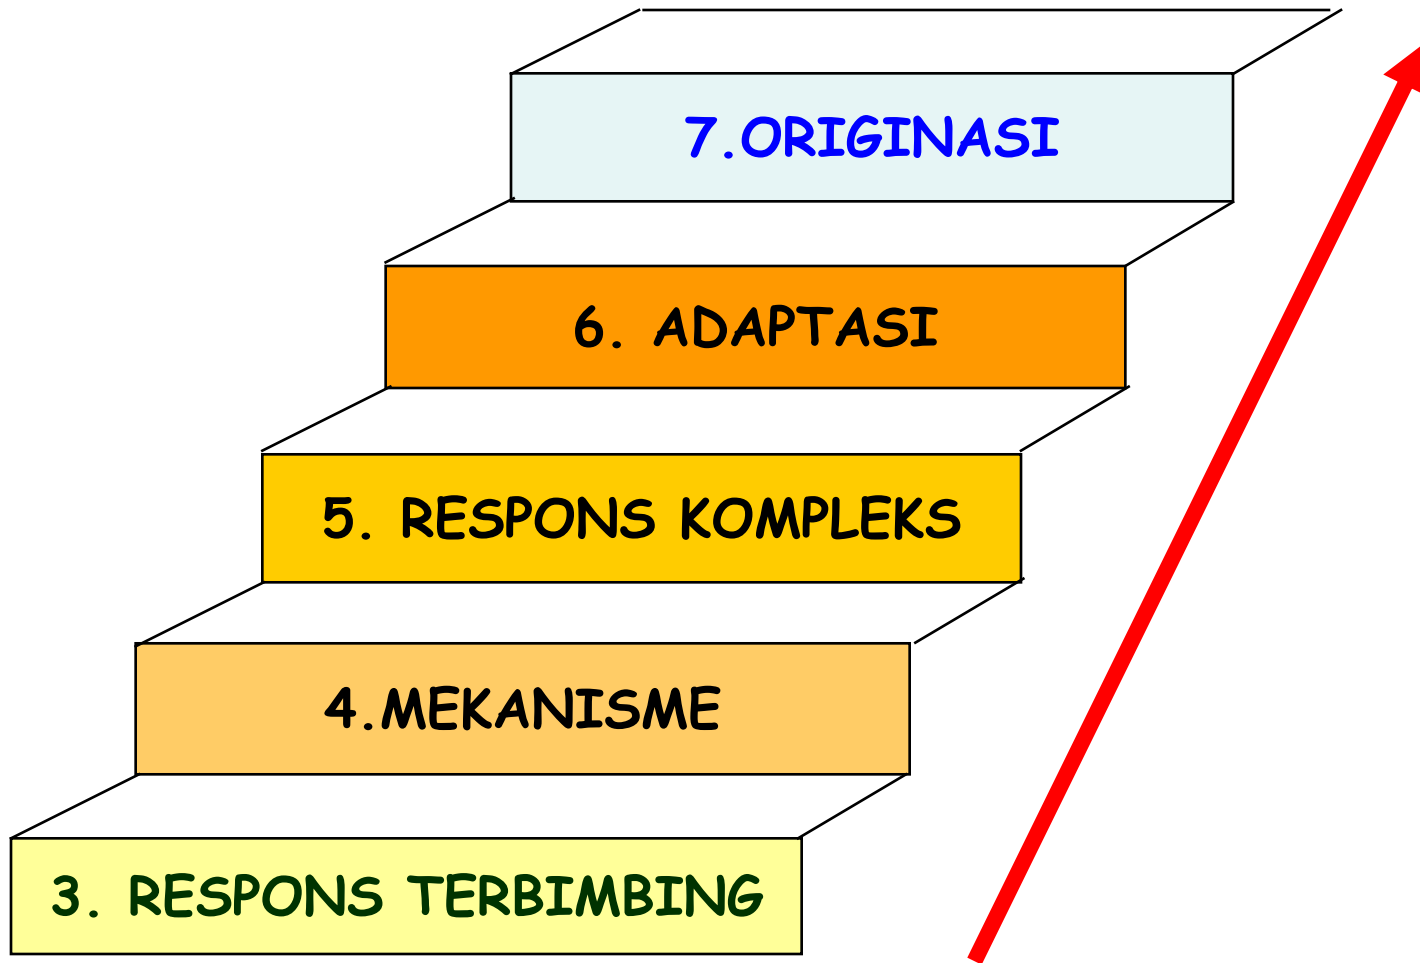 7.ORIGINASI
6. ADAPTASI
5. RESPONS KOMPLEKS
4.MEKANISME
3. RESPONS TERBIMBING